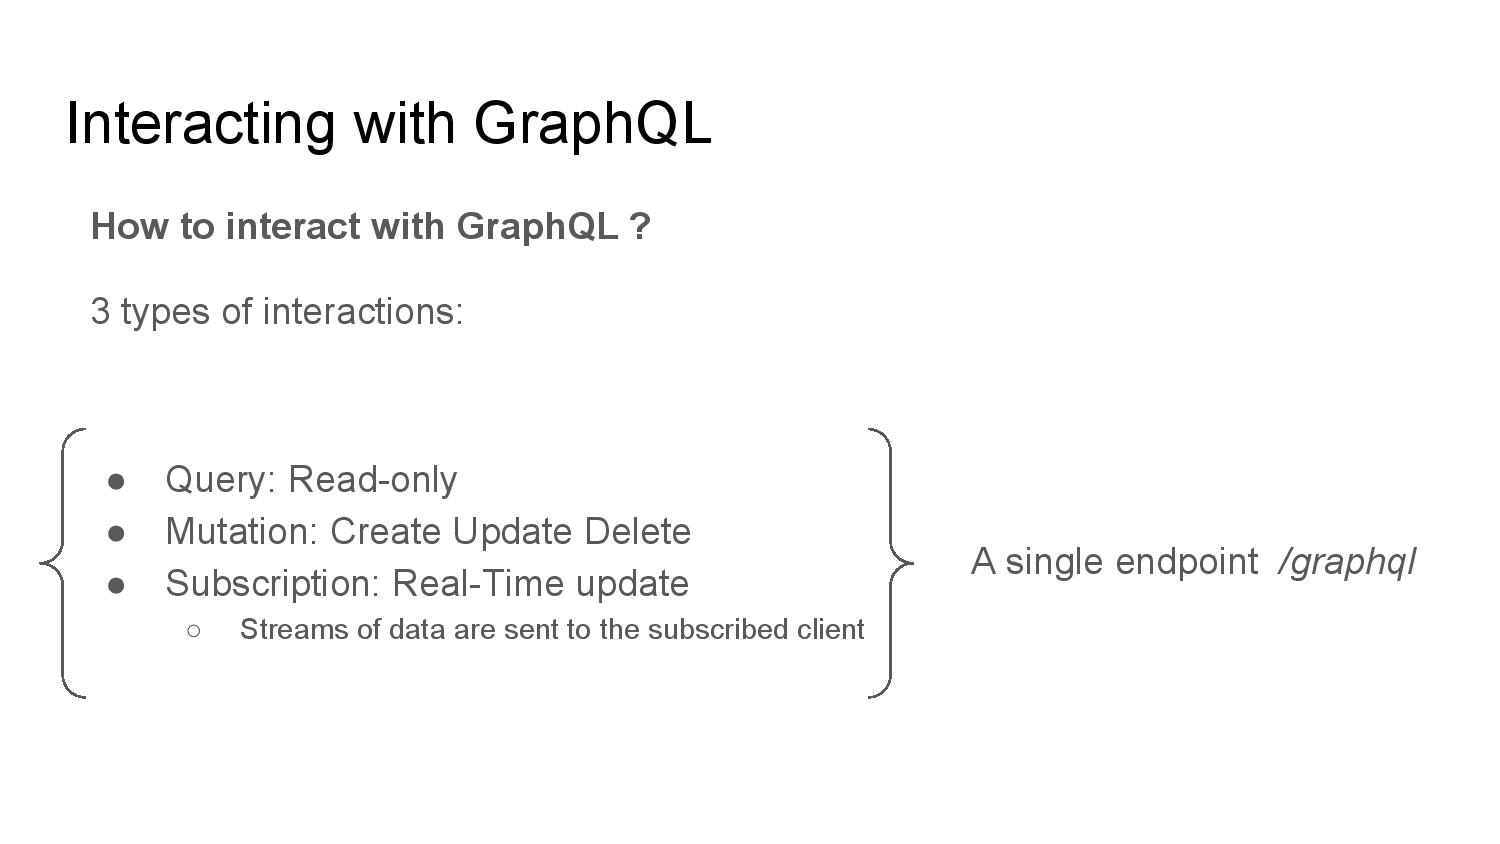 Interacting with GraphQL
How to interact with GraphQL ?
3 types of interactions:
● Query: Read-only
● Mutation: Create Update Delete
● Subscription: Real-Time update
○ Streams of data are sent to the subscribed client
A single endpoint /graphql